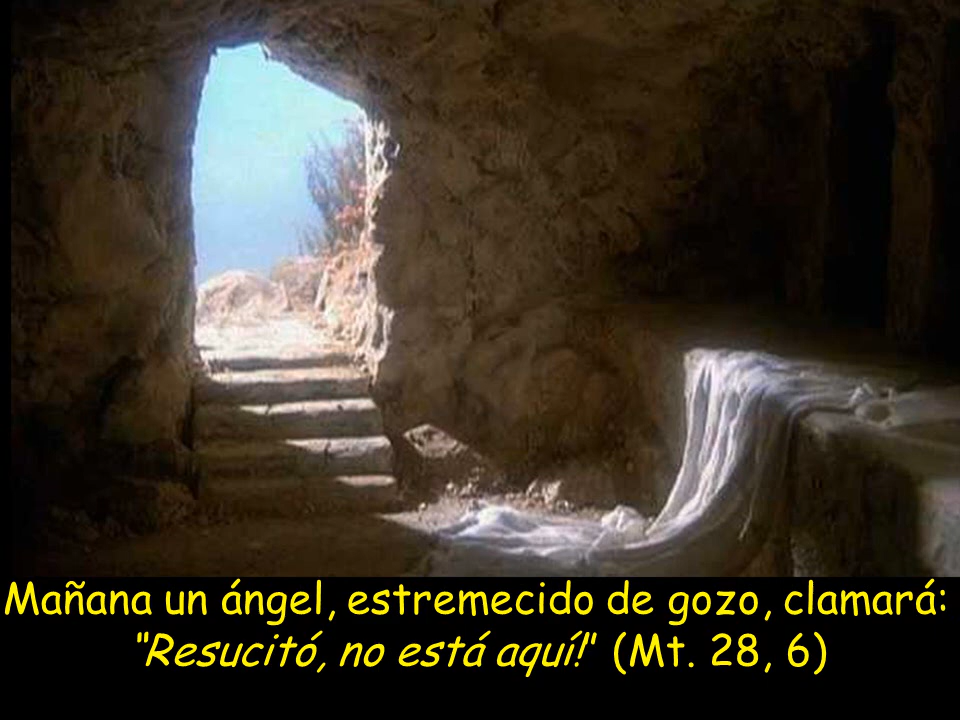 Mañana un ángel, estremecido de gozo, clamará:
“Resucitó, no está aquí!" (Mt. 28, 6)